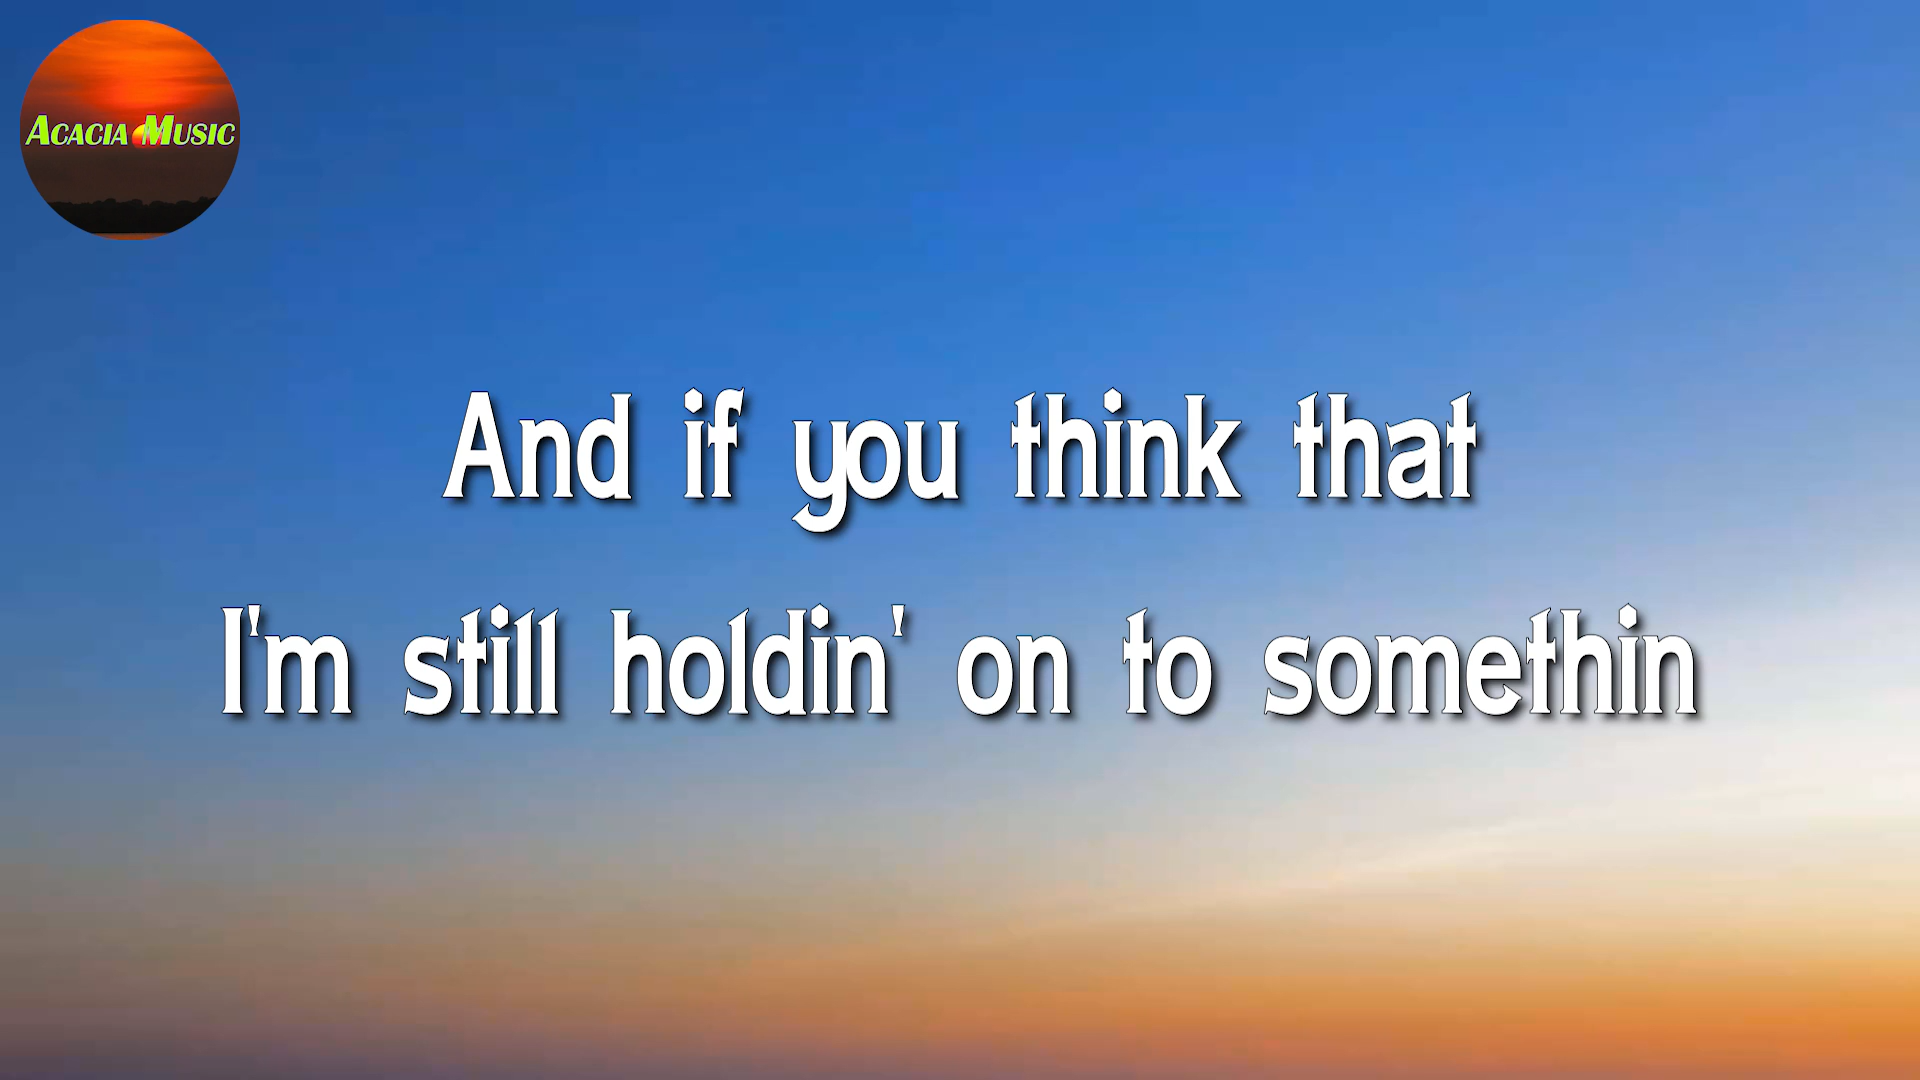 Acacia Music
And if you think that
I'm still holdin' on to somethin